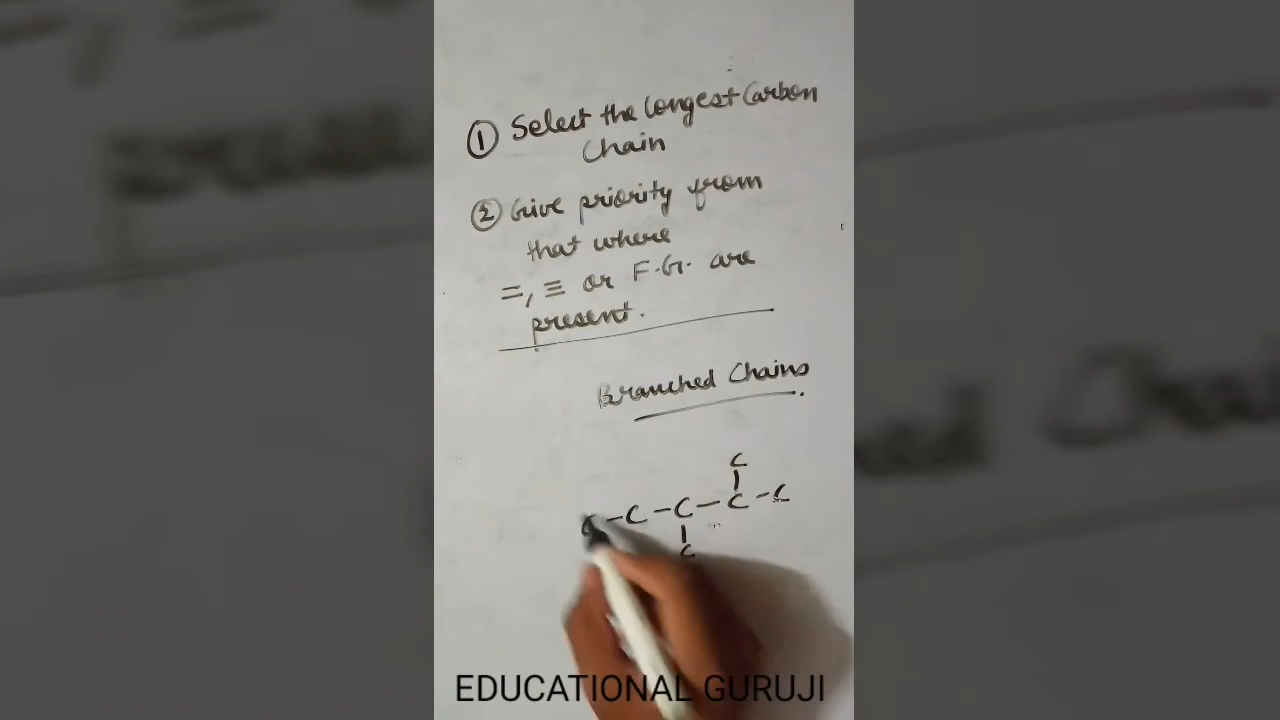 ① Select the longest Carbon
Chain
② Give priority from
that where
=, ≡ or F.G. are
present.
Branched Chains
C
C - C - C - C - C
C
EDUCATIONAL GURUJI